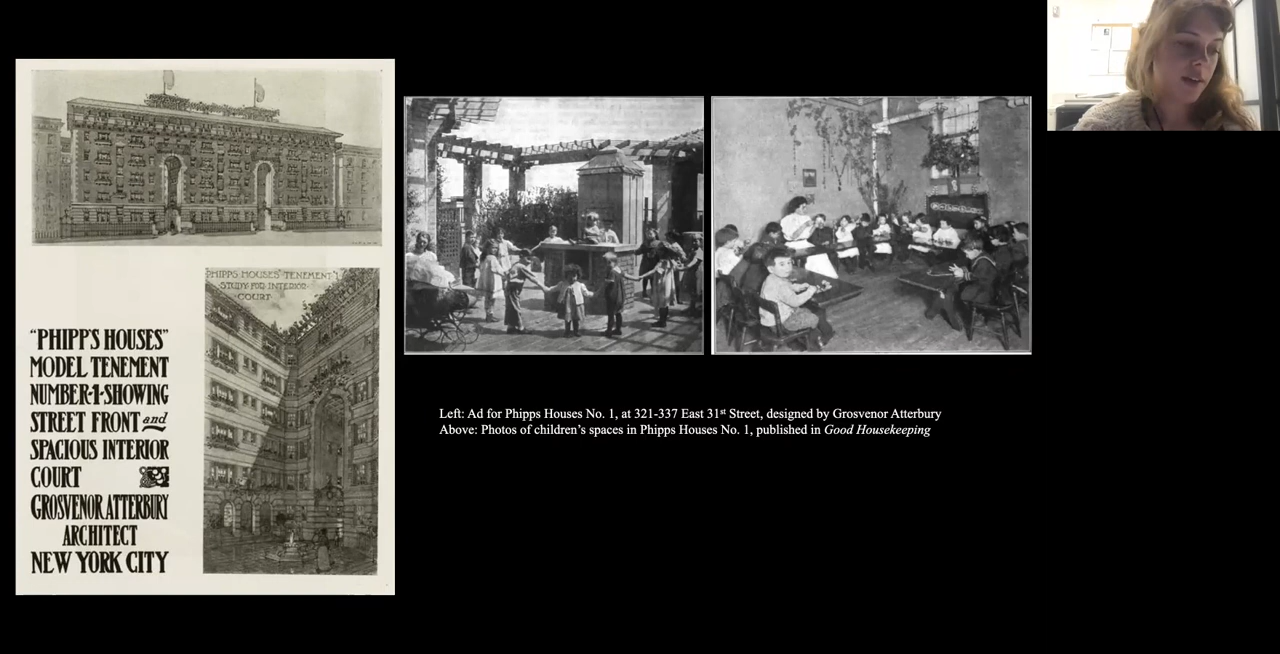 "PHIPP'S HOUSES"
MODEL TENEMENT
NUMBER-1-SHOWING
STREET FRONT and
SPACIOUS INTERIOR
COURT
GROSVENOR ATTERBURY
ARCHITECT
NEW YORK CITY
PHIPPS HOUSES' TENEMENT 1
STUDY FOR INTERIOR
COURT
Left: Ad for Phipps Houses No. 1, at 321-337 East 31st Street, designed by Grosvenor Atterbury
Above: Photos of children's spaces in Phipps Houses No. 1, published in Good Housekeeping